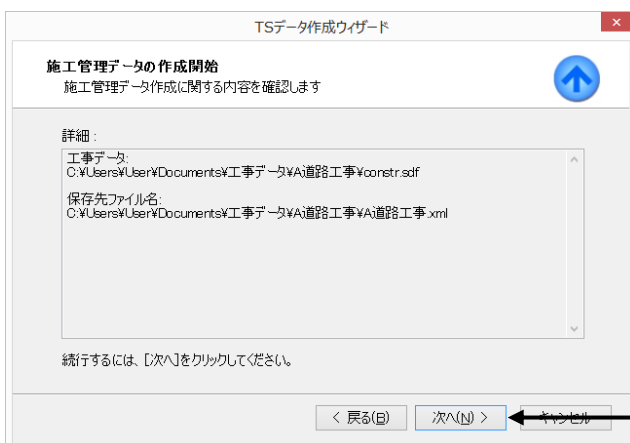 TSデータ作成ウィザード
×
施工管理データの作成開始
施工管理データ作成に関する内容を確認します
詳細:
工事データ:
C:¥Users¥User¥Documents¥工事データ¥A道路工事¥constr.sdf
保存先ファイル名:
C:¥Users¥User¥Documents¥工事データ¥A道路工事¥A道路工事.xml
続行するには、[次へ]をクリックしてください。
< 戻る(B) 次へ(N) > キャンセル